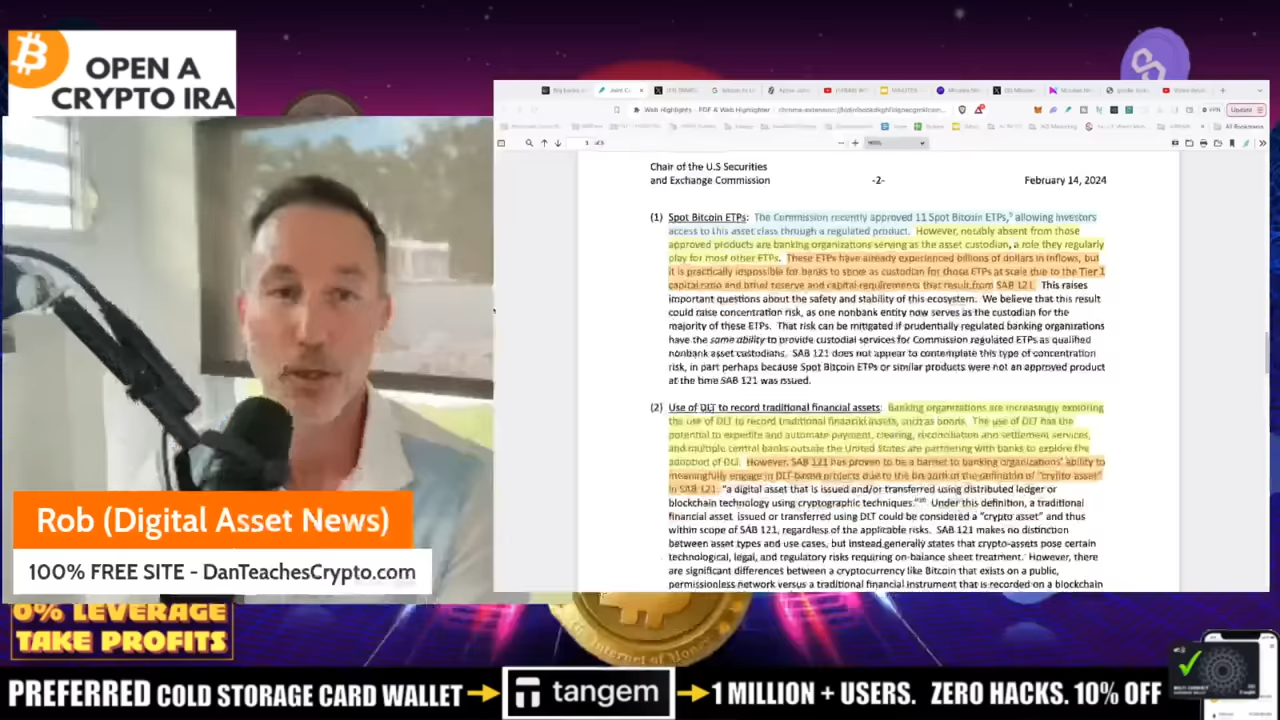 OPEN A
CRYPTO IRA
Web Highlights - PDF & Web Highlighter
Update
Chair of the U.S Securities
and Exchange Commission
-2-
February 14, 2024
(1) Spot Bitcoin ETPs: The Commission recently approved 11 Spot Bitcoin ETPs, allowing investors
access to this asset class through a regulated product. However, notably absent from those
approved products are banking organizations serving as the asset custodian, a role they regularly
play for most other ETPs. These ETPs have already experienced billions of dollars in inflows, but
it is practically impossible for banks to serve as custodian for those ETPs at scale due to the Tier 1
capital ratio and other reserve and capital requirements that result from SAB 121. This raises
important questions about the safety and stability of this ecosystem. We believe that this result
could raise concentration risk, as one nonbank entity now serves as the custodian for the
majority of these ETPs. That risk can be mitigated if prudentially regulated banking organizations
have the same ability to provide custodial services for Commission regulated ETPs as qualified
nonbank asset custodians. SAB 121 does not appear to contemplate this type of concentration
risk, in part perhaps because Spot Bitcoin ETPs or similar products were not an approved product
at the time SAB 121 was issued.
(2) Use of DLT to record traditional financial assets: Banking organizations are increasingly exploring
the use of DLT to record traditional financial assets, such as bonds. The use of DLT has the
potential to expedite and automate payment, clearing, reconciliation and settlement services,
and multiple central banks outside the United States are partnering with banks to explore the
adoption of DLT. However, SAB 121 has proven to be a barrier to banking organizations' ability to
meaningfully engage in DLT-based projects due to the breadth of the definition of "crypto asset"
in SAB 121: "a digital asset that is issued and/or transferred using distributed ledger or
blockchain technology using cryptographic techniques." Under this definition, a traditional
financial asset issued or transferred using DLT could be considered a "crypto asset" and thus
within scope of SAB 121, regardless of the applicable risks. SAB 121 makes no distinction
between asset types and use cases, but instead generally states that crypto-assets pose certain
technological, legal, and regulatory risks requiring on-balance sheet treatment. However, there
are significant differences between a cryptocurrency like Bitcoin that exists on a public,
permissionless network versus a traditional financial instrument that is recorded on a blockchain
Rob (Digital Asset News)
100% FREE SITE - DanTeachesCrypto.com
0% LEVERAGE
TAKE PROFITS
PREFERRED COLD STORAGE CARD WALLET
tangem
1 MILLION + USERS. ZERO HACKS. 10% OFF